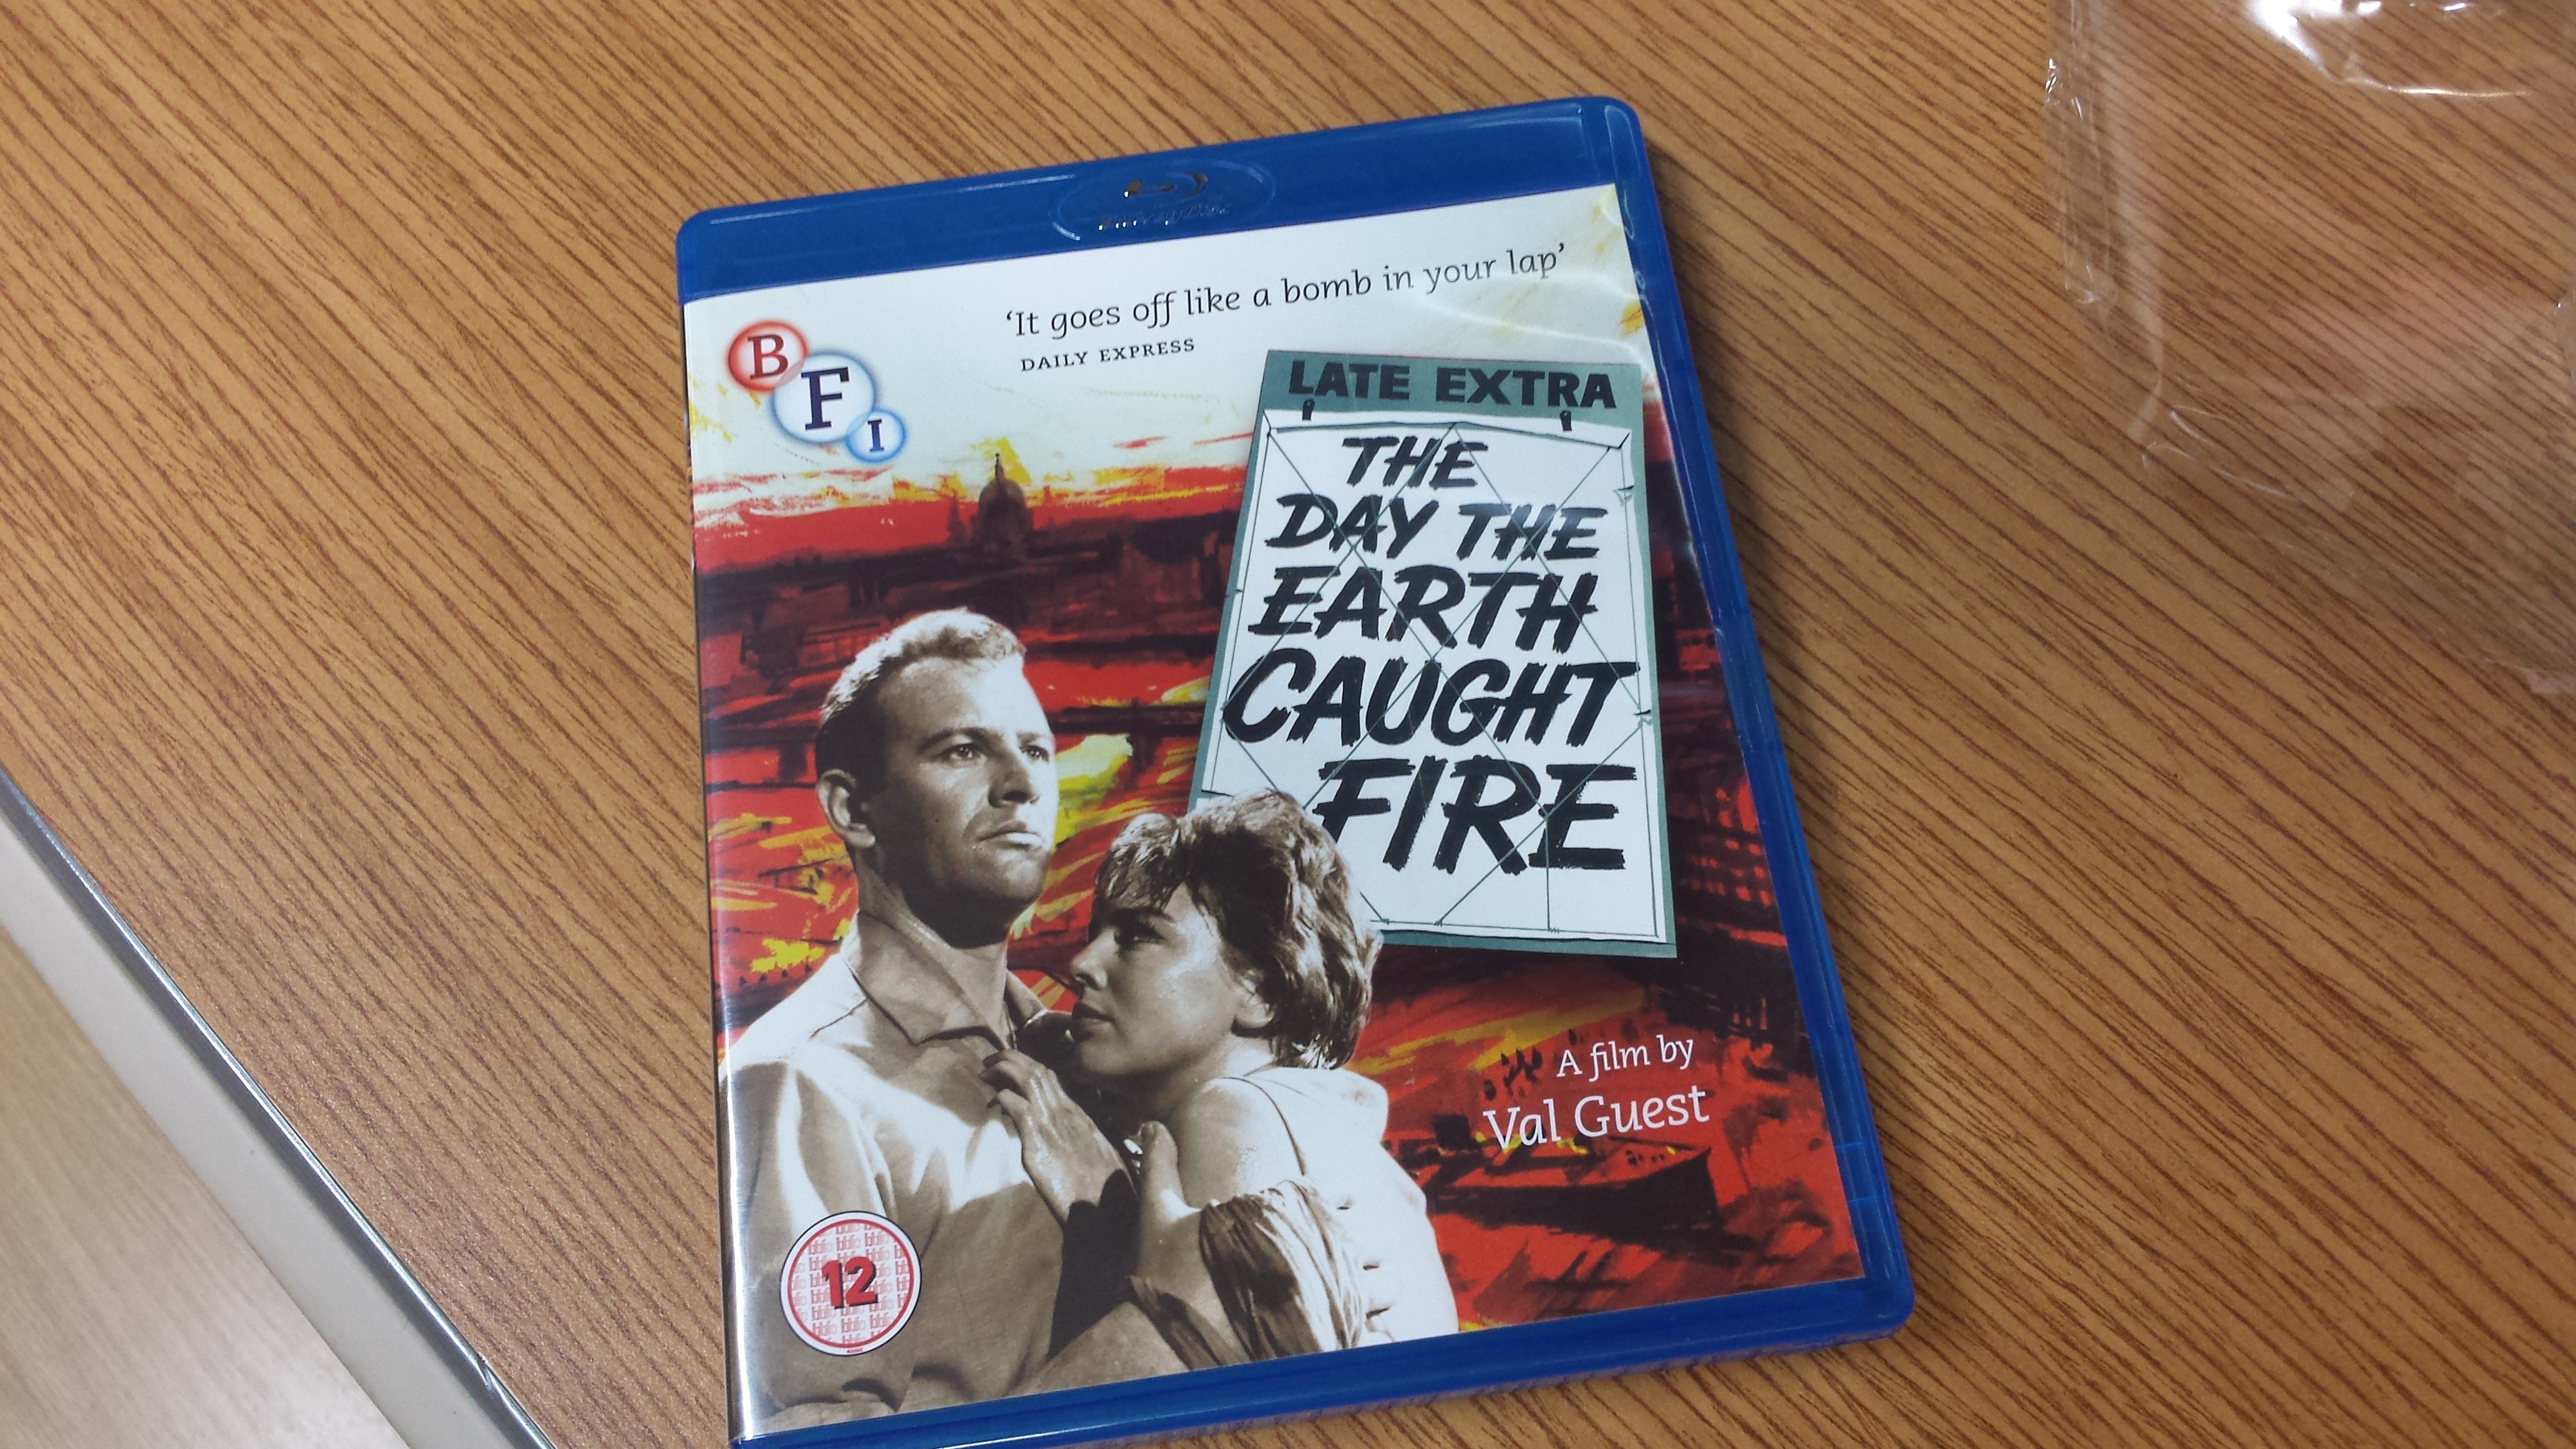 'It goes off like a bomb in your lap'
DAILY EXPRESS
B
F
I
LATE EXTRA
THE
DAY THE
EARTH
CAUGHT
FIRE
A film by
Val Guest
12